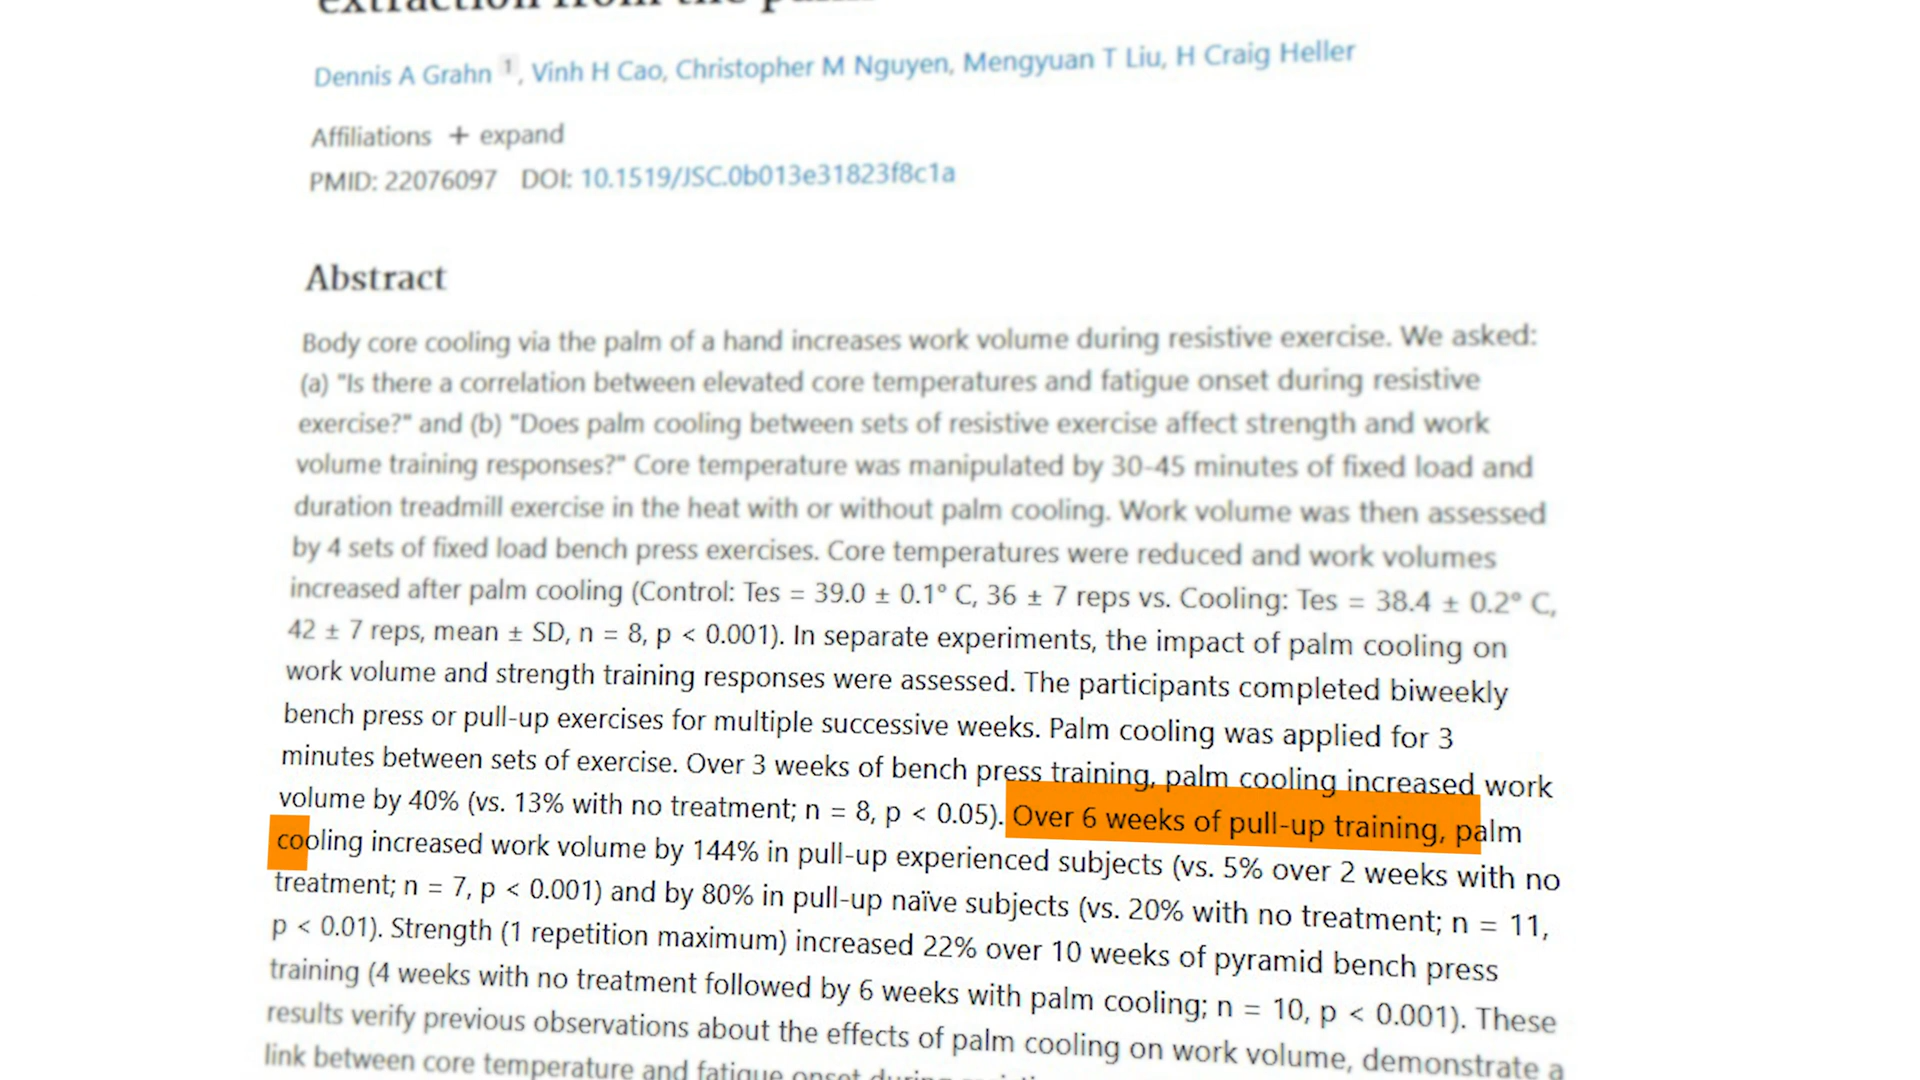 extraction from the palm
Dennis A Grahn 1, Vinh H Cao, Christopher M Nguyen, Mengyuan T Liu, H Craig Heller
Affiliations + expand
PMID: 22076097 DOI: 10.1519/JSC.0b013e31823f8c1a
Abstract
Body core cooling via the palm of a hand increases work volume during resistive exercise. We asked:
(a) "Is there a correlation between elevated core temperatures and fatigue onset during resistive
exercise?" and (b) "Does palm cooling between sets of resistive exercise affect strength and work
volume training responses?" Core temperature was manipulated by 30-45 minutes of fixed load and
duration treadmill exercise in the heat with or without palm cooling. Work volume was then assessed
by 4 sets of fixed load bench press exercises. Core temperatures were reduced and work volumes
increased after palm cooling (Control: Tes = 39.0 ± 0.1° C, 36 ± 7 reps vs. Cooling: Tes = 38.4 ± 0.2° C,
42 ± 7 reps, mean ± SD, n = 8, p < 0.001). In separate experiments, the impact of palm cooling on
work volume and strength training responses were assessed. The participants completed biweekly
bench press or pull-up exercises for multiple successive weeks. Palm cooling was applied for 3
minutes between sets of exercise. Over 3 weeks of bench press training, palm cooling increased work
volume by 40% (vs. 13% with no treatment; n = 8, p < 0.05). Over 6 weeks of pull-up training, palm
cooling increased work volume by 144% in pull-up experienced subjects (vs. 5% over 2 weeks with no
treatment; n = 7, p < 0.001) and by 80% in pull-up naïve subjects (vs. 20% with no treatment; n = 11,
p < 0.01). Strength (1 repetition maximum) increased 22% over 10 weeks of pyramid bench press
training (4 weeks with no treatment followed by 6 weeks with palm cooling; n = 10, p < 0.001). These
results verify previous observations about the effects of palm cooling on work volume, demonstrate a
link between core temperature and fatigue onset during